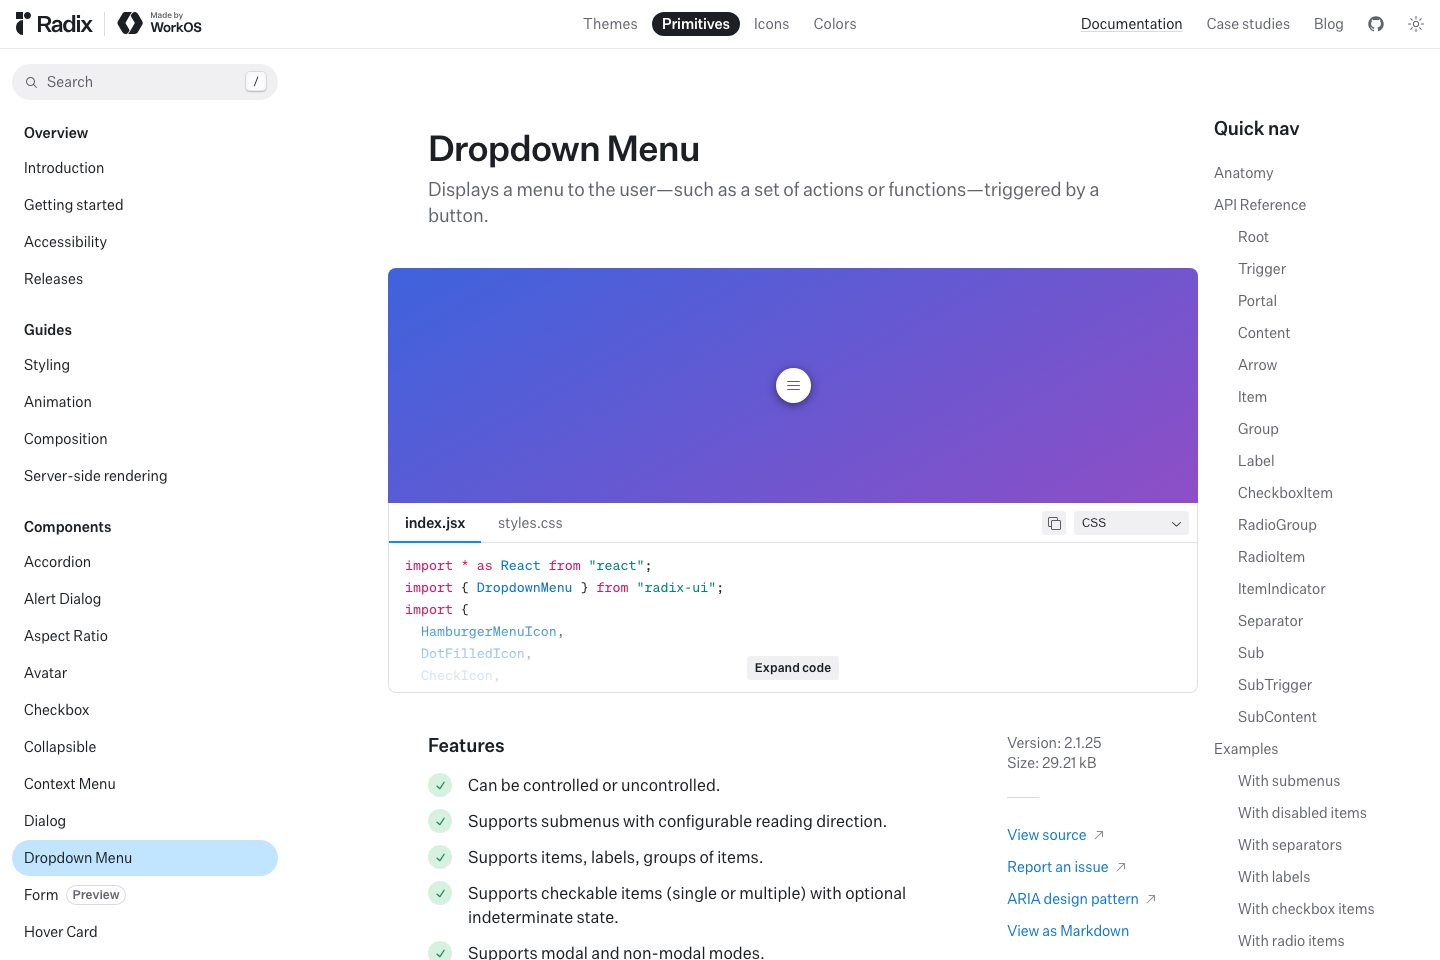 Radix
Made by
WorkOS
Themes
Primitives
Icons
Colors
Documentation
Case studies
Blog
Search
/
Overview
Introduction
Getting started
Accessibility
Releases
Guides
Styling
Animation
Composition
Server-side rendering
Components
Accordion
Alert Dialog
Aspect Ratio
Avatar
Checkbox
Collapsible
Context Menu
Dialog
Dropdown Menu
Form Preview
Hover Card
Dropdown Menu
Displays a menu to the user—such as a set of actions or functions—triggered by a
button.
index.jsx
styles.css
CSS
import * as React from "react";
import { DropdownMenu } from "radix-ui";
import {
HamburgerMenuIcon,
DotFilledIcon,
CheckIcon,
Expand code
Features
Can be controlled or uncontrolled.
Supports submenus with configurable reading direction.
Supports items, labels, groups of items.
Supports checkable items (single or multiple) with optional
indeterminate state.
Supports modal and non-modal modes.
Version: 2.1.25
Size: 29.21 kB
View source
Report an issue
ARIA design pattern
View as Markdown
Quick nav
Anatomy
API Reference
Root
Trigger
Portal
Content
Arrow
Item
Group
Label
CheckboxItem
RadioGroup
RadioItem
ItemIndicator
Separator
Sub
SubTrigger
SubContent
Examples
With submenus
With disabled items
With separators
With labels
With checkbox items
With radio items